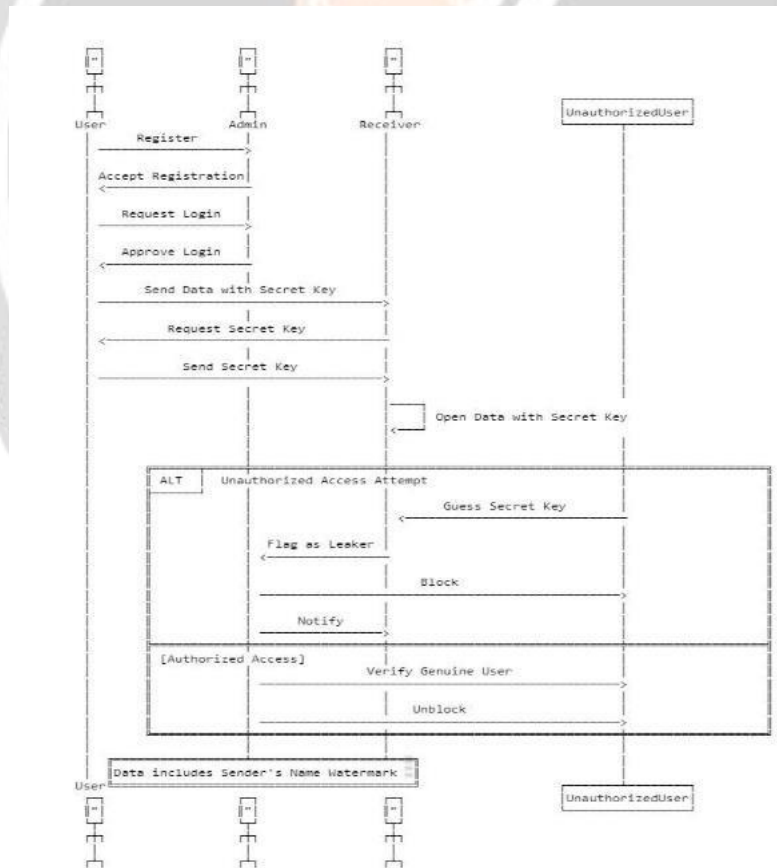 User Admin Receiver UnauthorizedUser
Register
Accept Registration
Request Login
Approve Login
Send Data with Secret Key
Request Secret Key
Send Secret Key
Open Data with Secret Key
ALT Unauthorized Access Attempt
Guess Secret Key
Flag as Leaker
Block
Notify
[Authorized Access]
Verify Genuine User
Unblock
Data includes Sender's Name Watermark
User UnauthorizedUser